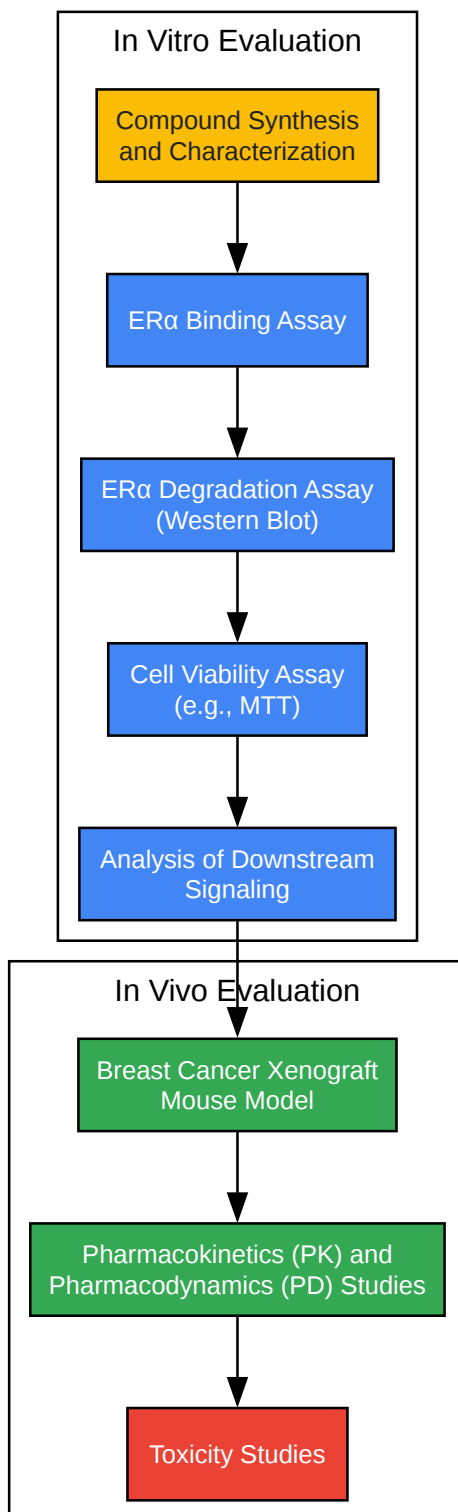 In Vitro Evaluation
Compound Synthesis
and Characterization
ERα Binding Assay
ERα Degradation Assay
(Western Blot)
Cell Viability Assay
(e.g., MTT)
Analysis of Downstream
Signaling
In Vivo Evaluation
Breast Cancer Xenograft
Mouse Model
Pharmacokinetics (PK) and
Pharmacodynamics (PD) Studies
Toxicity Studies